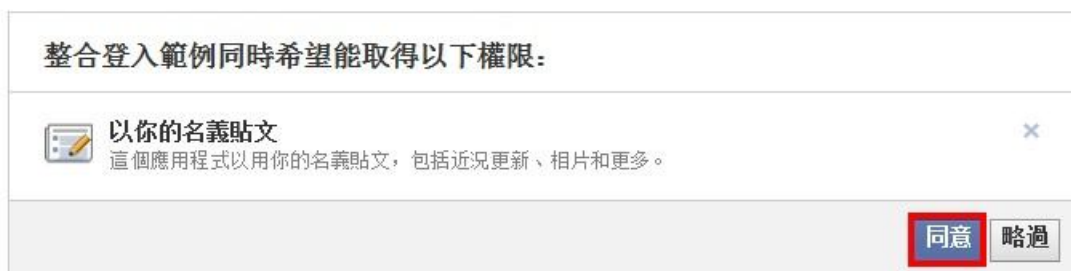 整合登入範例同時希望能取得以下權限：
以你的名義貼文
這個應用程式以用你的名義貼文，包括近況更新、相片和更多。
同意 略過